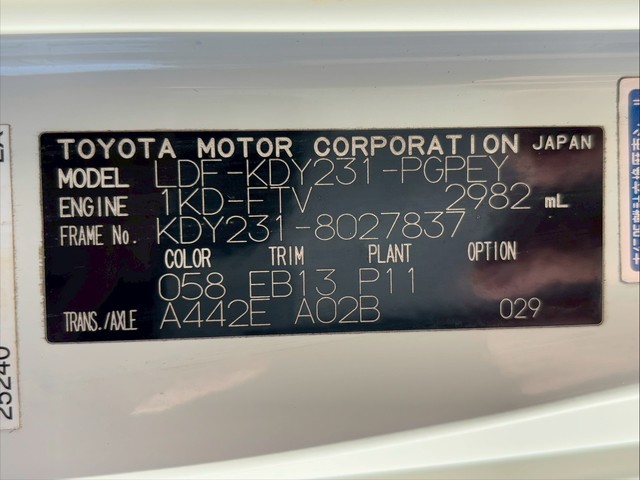 TOYOTA MOTOR CORPORATION JAPAN
MODEL LDF-KDY231-PGPEY
ENGINE 1KD-FTV 2982 mL
FRAME No. KDY231-8027837
COLOR TRIM PLANT OPTION
058 EB13 P11
TRANS./AXLE A442E A02B 029
25240